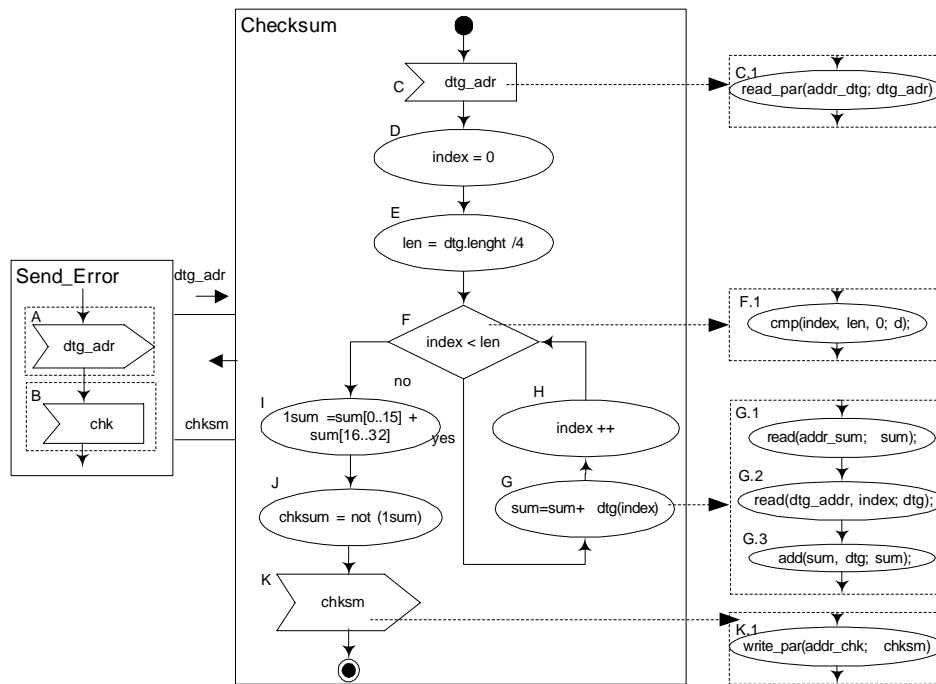 Checksum
C
dtg_adr
C.1
read_par(addr_dtg; dtg_adr)
D
index = 0
E
len = dtg.lenght /4
Send_Error
dtg_adr
A
dtg_adr
B
chk
chksm
F
index < len
F.1
cmp(index, len, 0; d);
no
yes
H
index ++
I
1sum =sum[0..15] +
sum[16..32]
G
sum=sum+ dtg(index)
G.1
read(addr_sum; sum);
G.2
read(dtg_addr, index; dtg);
G.3
add(sum, dtg; sum);
J
chksum = not (1sum)
K
chksm
K.1
write_par(addr_chk; chksm)